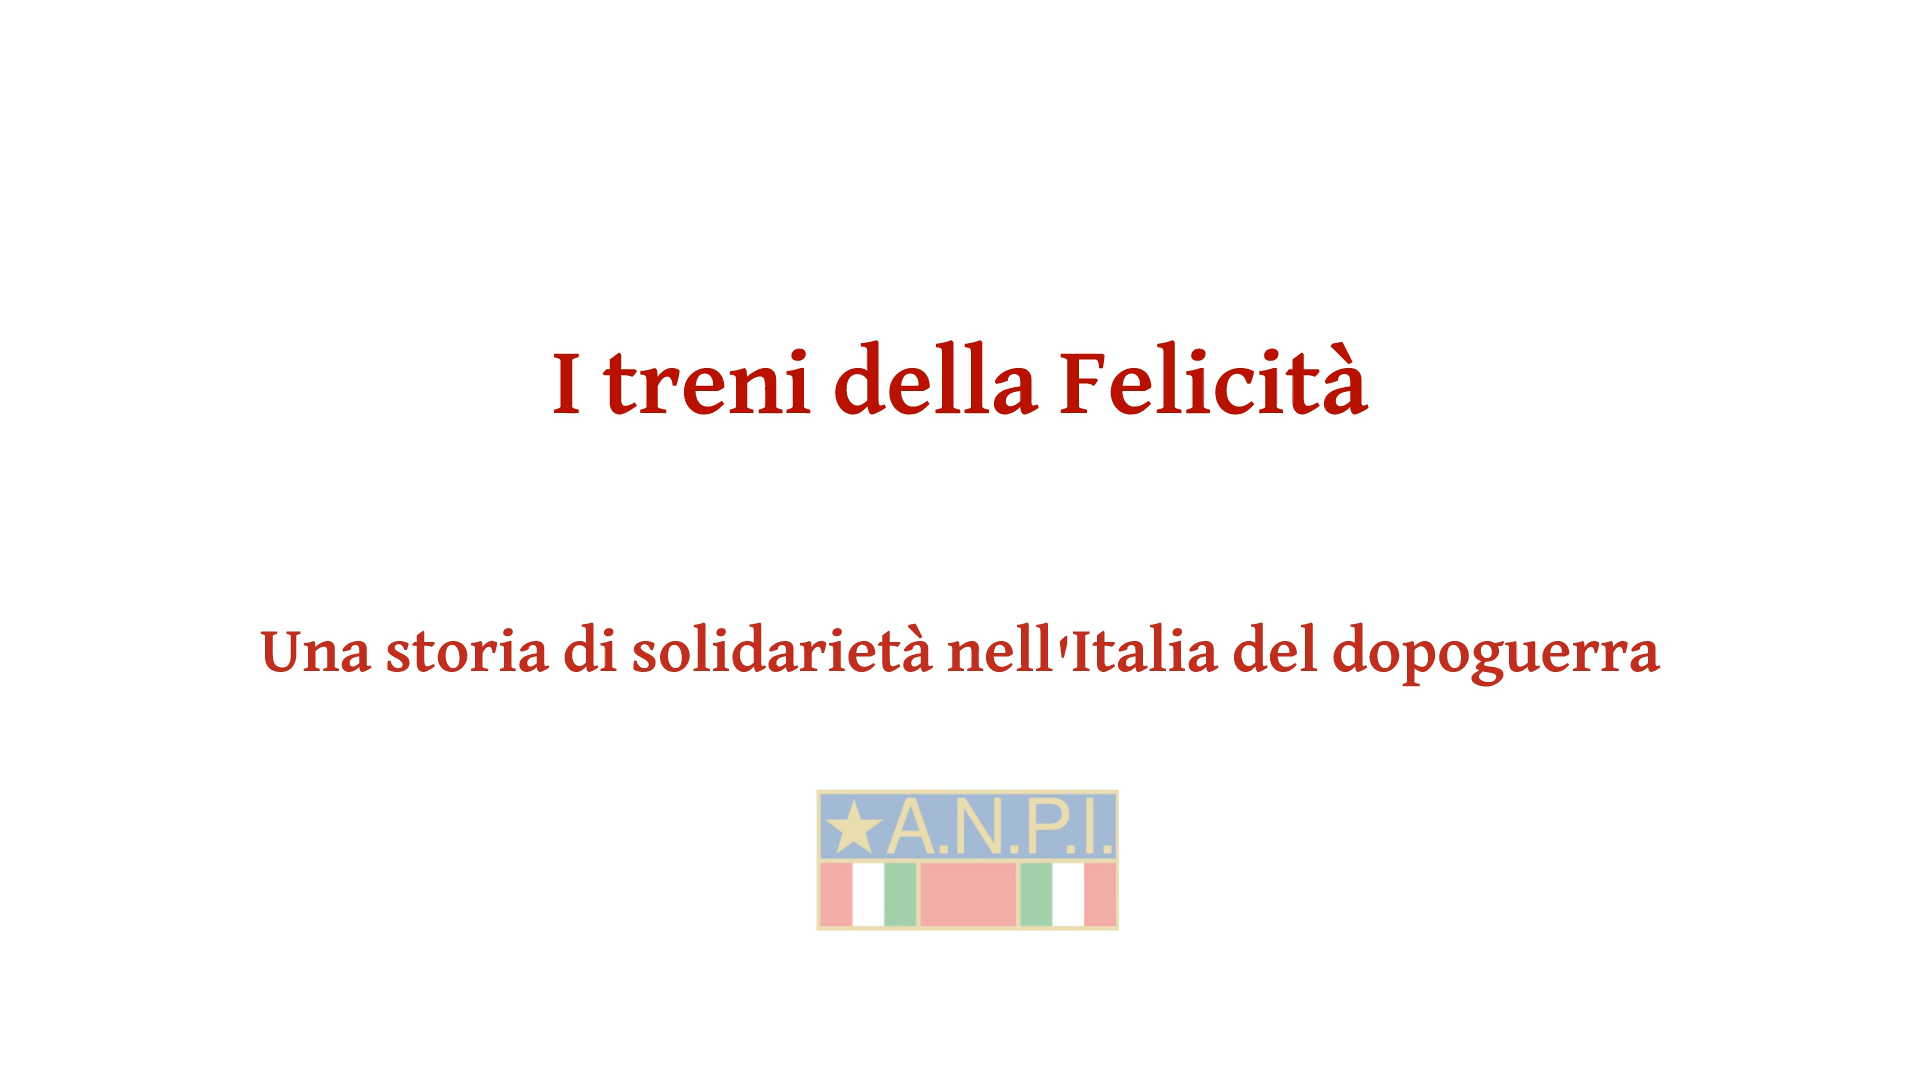 I treni della Felicità
Una storia di solidarietà nell'Italia del dopoguerra
A.N.P.I.